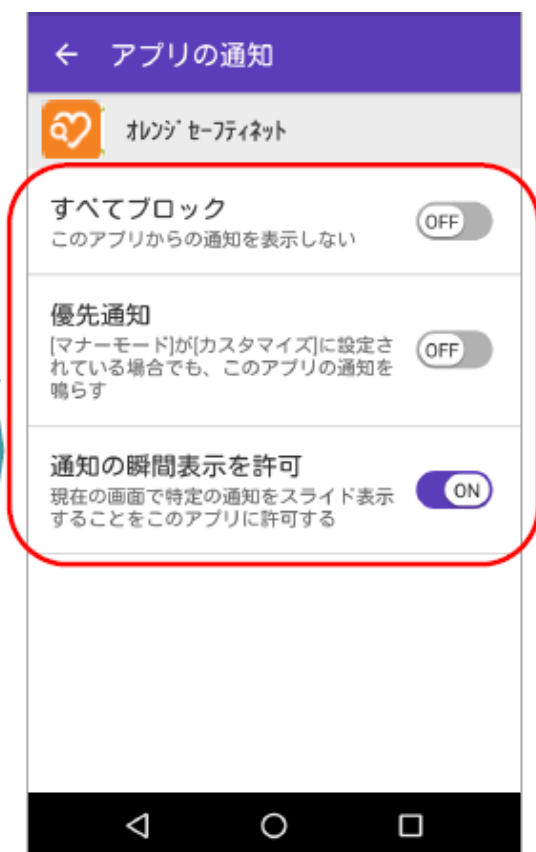 アプリの通知
オレンジセーフティネット
すべてブロック
OFF
このアプリからの通知を表示しない
優先通知
[マナーモード]が[カスタマイズ]に設定さ
れている場合でも、このアプリの通知を
鳴らす
OFF
通知の瞬間表示を許可
現在の画面で特定の通知をスライド表示
することをこのアプリに許可する
ON